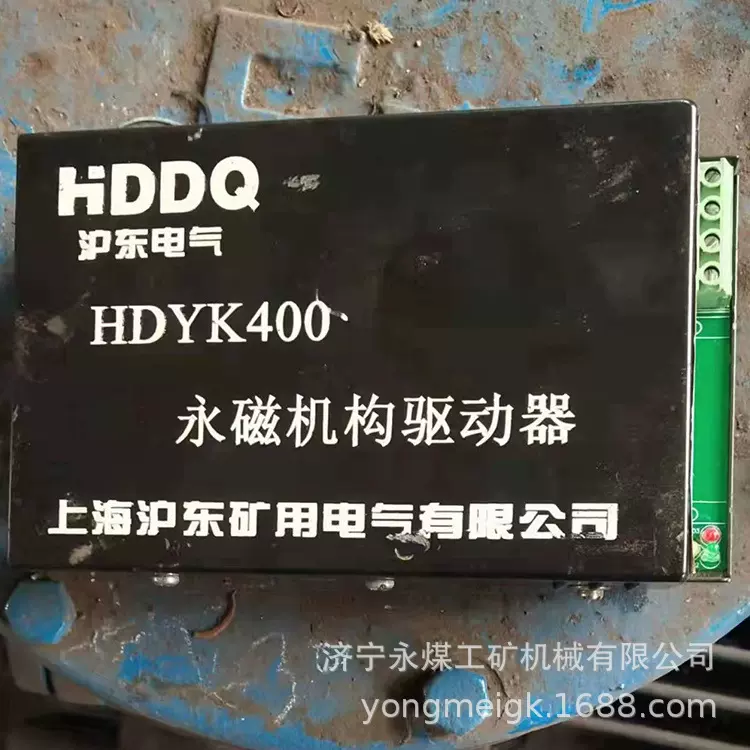 HDDQ
沪东电气
HDYK400
永磁机构驱动器
上海沪东矿用电气有限公司
济宁永煤工矿机械有限公司
yongmeigk.1688.com